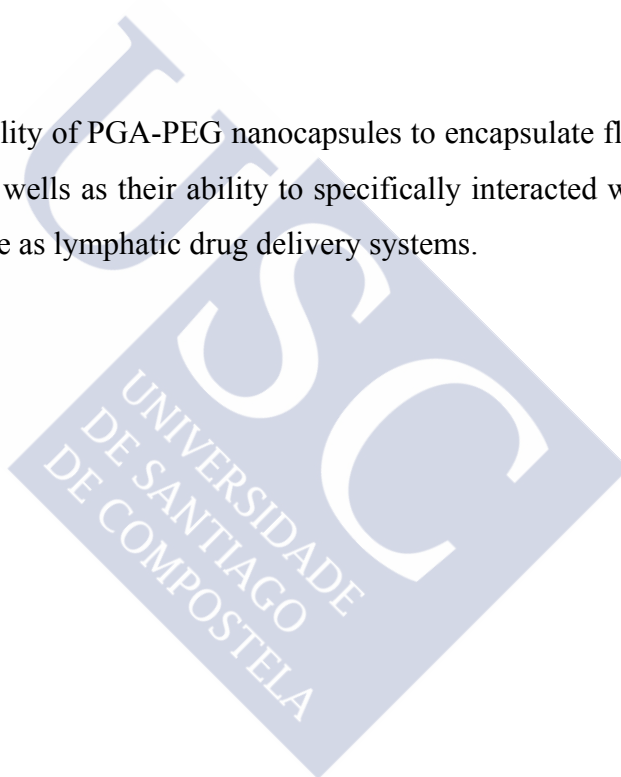 ility of PGA-PEG nanocapsules to encapsulate fl
wells as their ability to specifically interacted w
e as lymphatic drug delivery systems.
USC
UNIVERSIDADE
DE SANTIAGO
DE COMPOSTELA